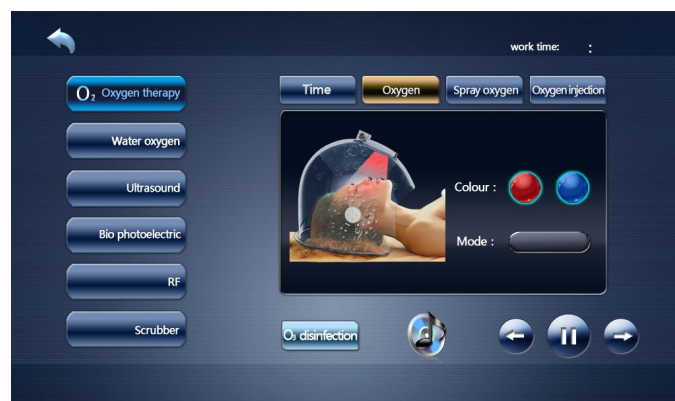 work time: :
O₂ Oxygen therapy
Time Oxygen Spray oxygen Oxygen injection
Water oxygen
Ultrasound
Colour :
Bio photoelectric
Mode :
RF
Scrubber
O₃ disinfection